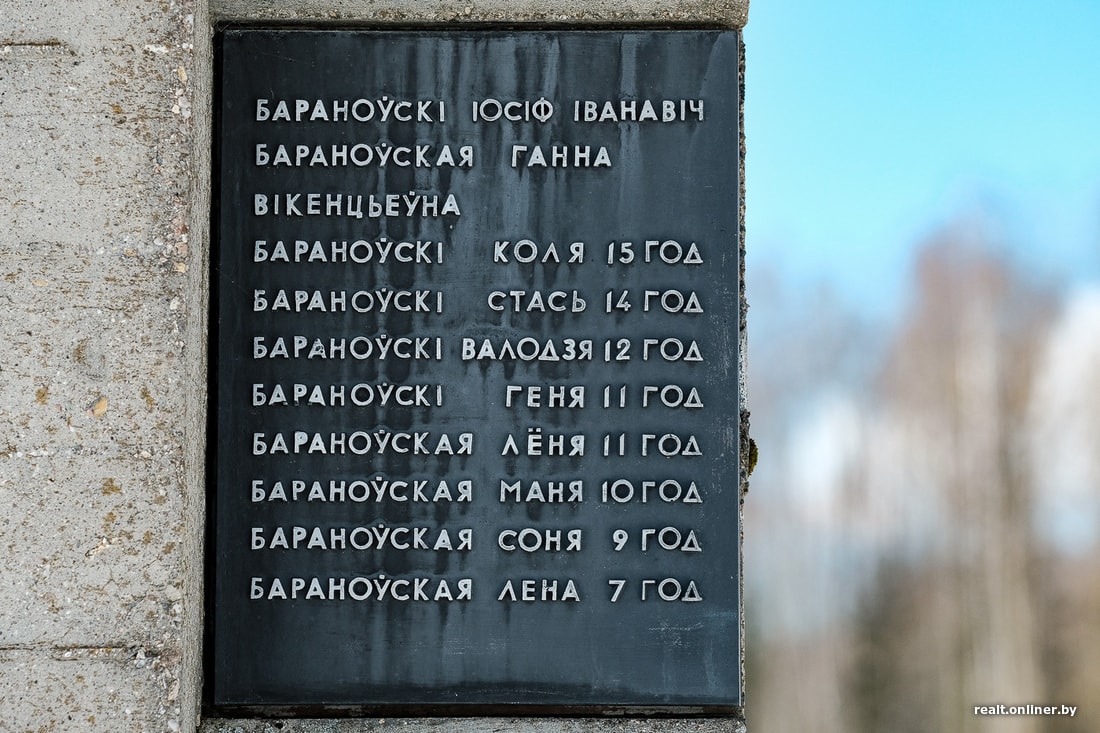 БАРАНОЎСКІ ІОСІФ ІВАНАВІЧ
БАРАНОЎСКАЯ ГАННА
ВІКЕНЦЬЕЎНА
БАРАНОЎСКІ КОЛЯ 15 ГОД
БАРАНОЎСКІ СТАСЬ 14 ГОД
БАРАНОЎСКІ ВАЛОДЗЯ 12 ГОД
БАРАНОЎСКІ ГЕНЯ 11 ГОД
БАРАНОЎСКАЯ ЛЁНЯ 11 ГОД
БАРАНОЎСКАЯ МАНЯ 10 ГОД
БАРАНОЎСКАЯ СОНЯ 9 ГОД
БАРАНОЎСКАЯ ЛЕНА 7 ГОД
realt.onliner.by